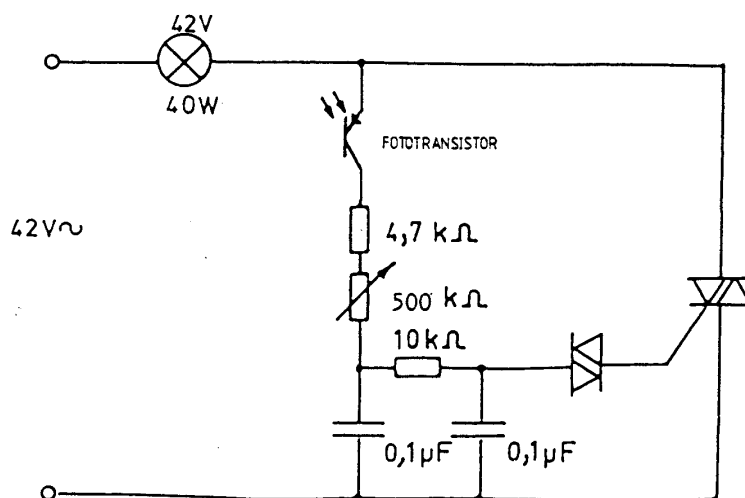 42V
40W
FOTOTRANSISTOR
42V~
4,7 kΩ
500 kΩ
10kΩ
0,1µF
0,1µF